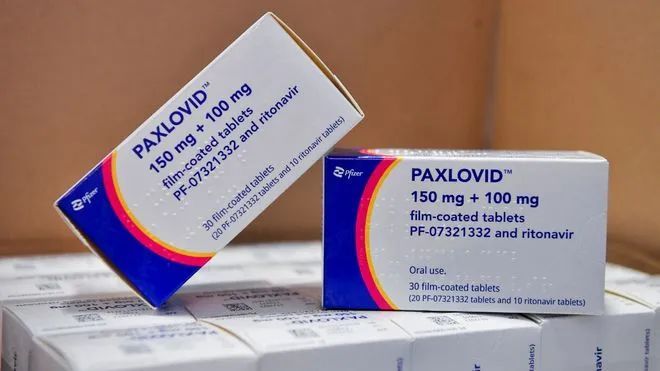 PAXLOVID™
150 mg + 100 mg
film-coated tablets
PF-07321332 and ritonavir
30 film-coated tablets
(20 PF-07321332 tablets and 10 ritonavir tablets)
Pfizer
Pfizer
PAXLOVID™
150 mg + 100 mg
film-coated tablets
PF-07321332 and ritonavir
Oral use.
30 film-coated tablets
(20 PF-07321332 tablets and 10 ritonavir tablets)
PAXLOVID™